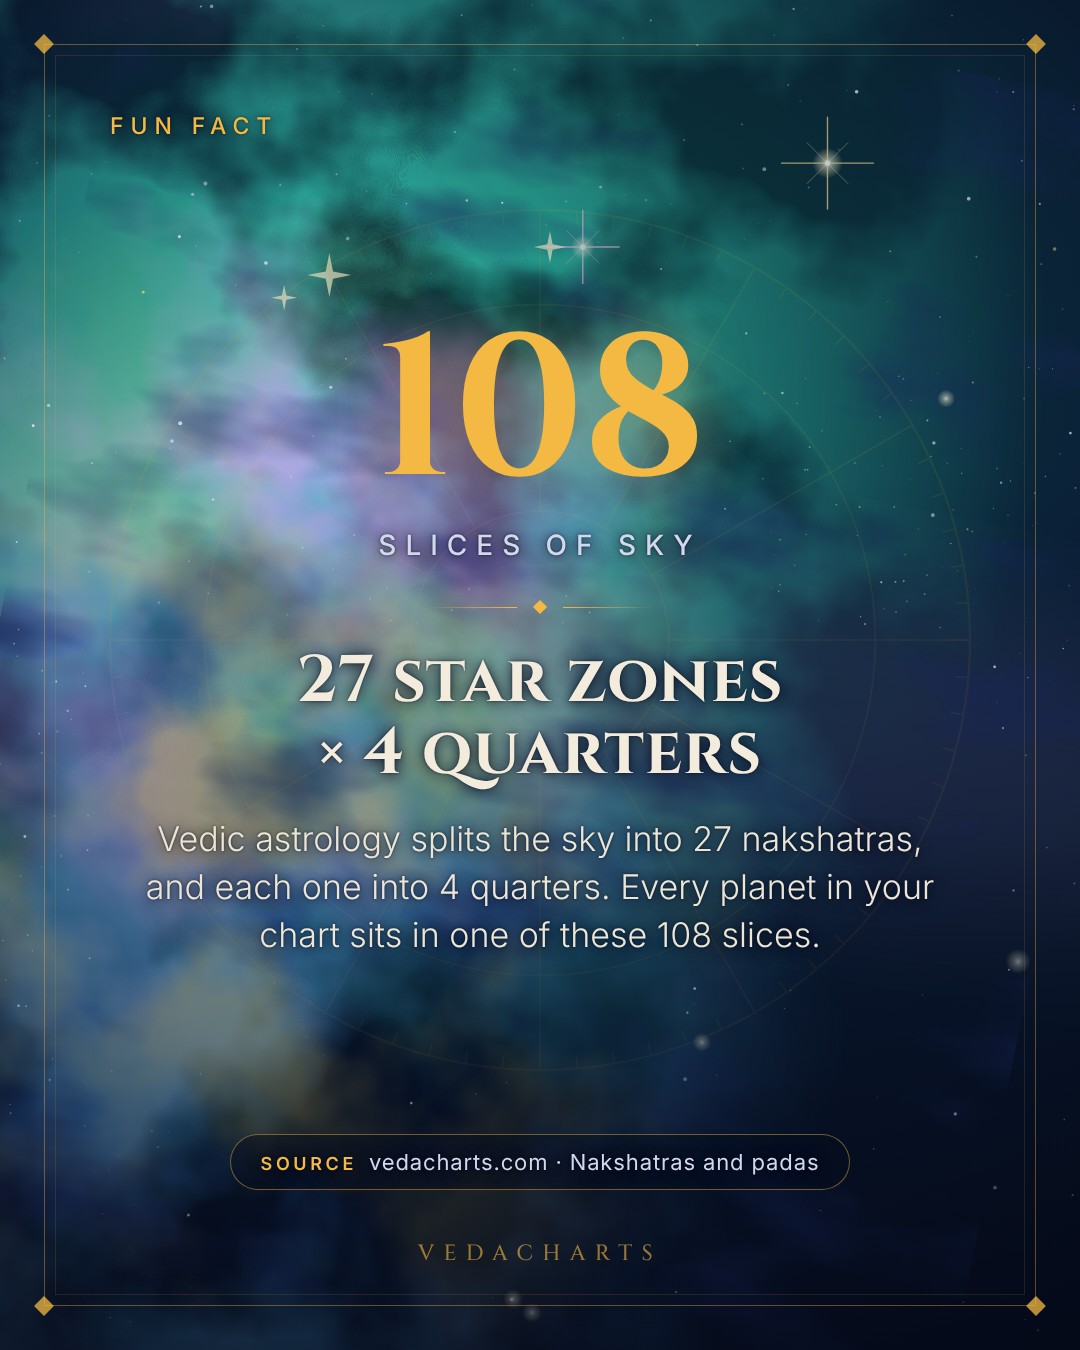 FUN FACT
108
SLICES OF SKY
27 STAR ZONES
× 4 QUARTERS
Vedic astrology splits the sky into 27 nakshatras,
and each one into 4 quarters. Every planet in your
chart sits in one of these 108 slices.
SOURCE vedacharts.com · Nakshatras and padas
VEDACHARTS